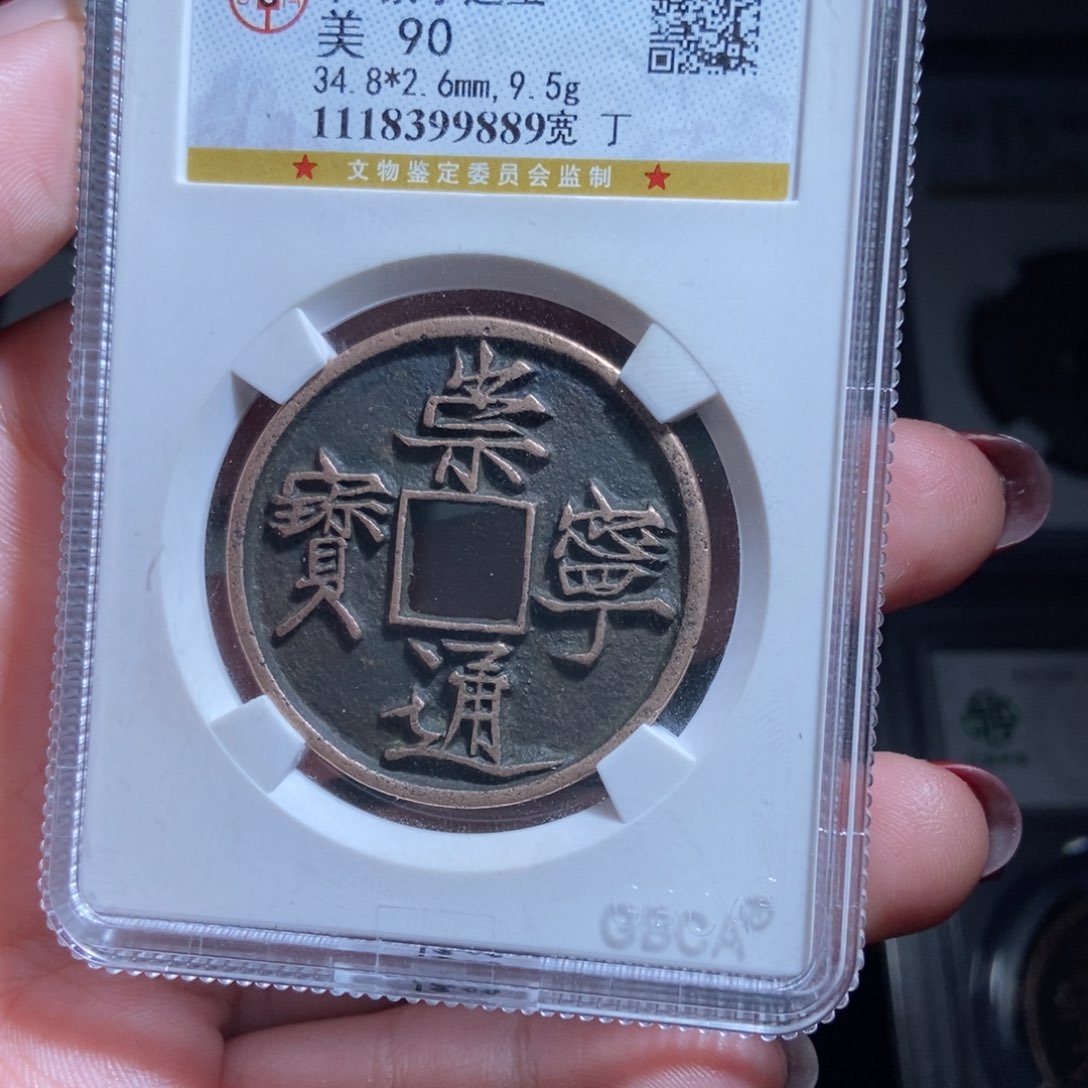 美 90
34.8*2.6mm,9.5g
1118399889宽 丁
★ 文物鉴定委员会监制 ★
崇寧通寳
GBCA®